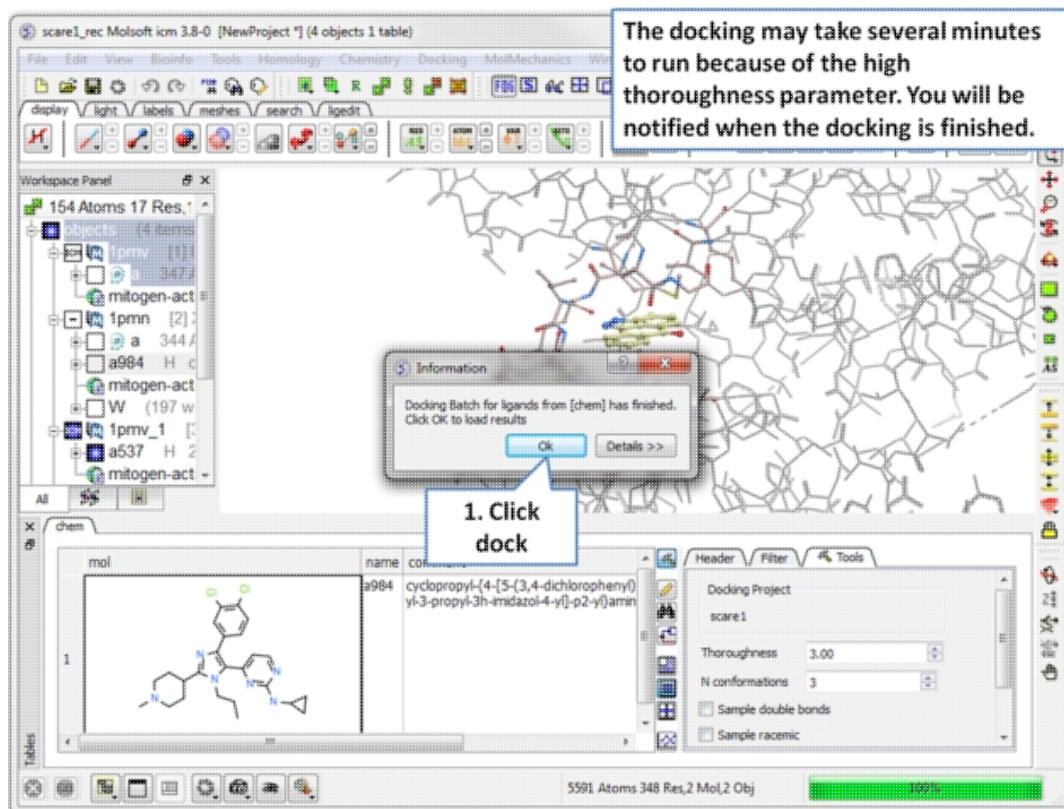 scare1_rec Molsoft icm 3.8-0 [NewProject *] (4 objects 1 table)
The docking may take several minutes
to run because of the high
thoroughness parameter. You will be
notified when the docking is finished.
File Edit View Bioinfo Tools Homology Chemistry Docking MolMechanics
display light labels meshes search ligedit
Workspace Panel
154 Atoms 17 Res,
objects (4 items
1pmv [1]
a 347
mitogen-act
1pmn [2]
a 344
a984 H c
mitogen-act
W (197 w
1pmv_1
a537 H 2
mitogen-act
All
Information
Docking Batch for ligands from [chem] has finished.
Click OK to load results
Ok Details >>
1. Click
dock
chem
mol name
1
a984 cyclopropyl-{4-[5-(3,4-dichlorophenyl)
yl-3-propyl-3h-imidazol-4-yl]-p2-yl}amin
Cl Cl
N N N
N N N
Header Filter Tools
Docking Project
scare1
Thoroughness 3.00
N conformations 3
Sample double bonds
Sample racemic
Tables
5591 Atoms 348 Res,2 Mol,2 Obj 100%